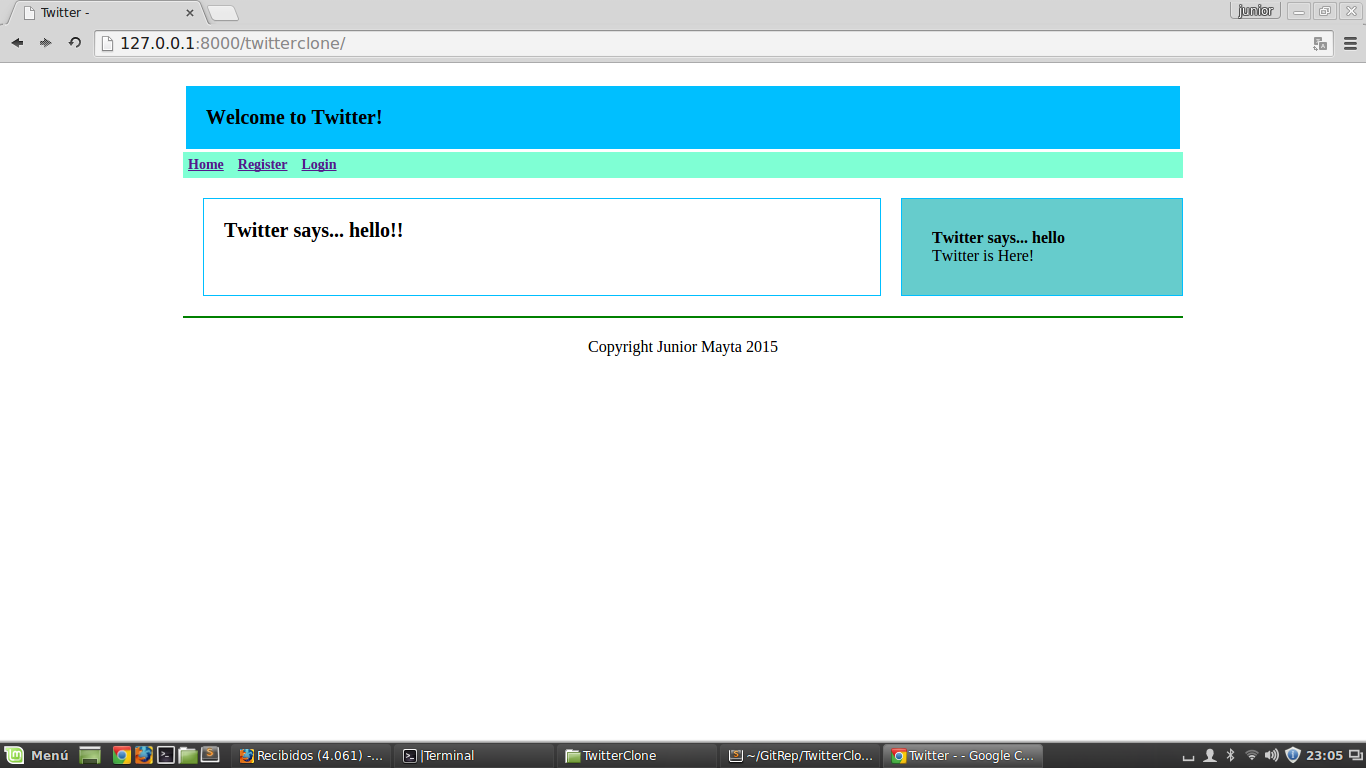 Twitter -
junior
127.0.0.1:8000/twitterclone/
Welcome to Twitter!
Home Register Login
Twitter says... hello!!
Twitter says... hello
Twitter is Here!
Copyright Junior Mayta 2015
Menú Recibidos (4.061) -... |Terminal TwitterClone ~/GitRep/TwitterClo... Twitter - - Google C... 23:05